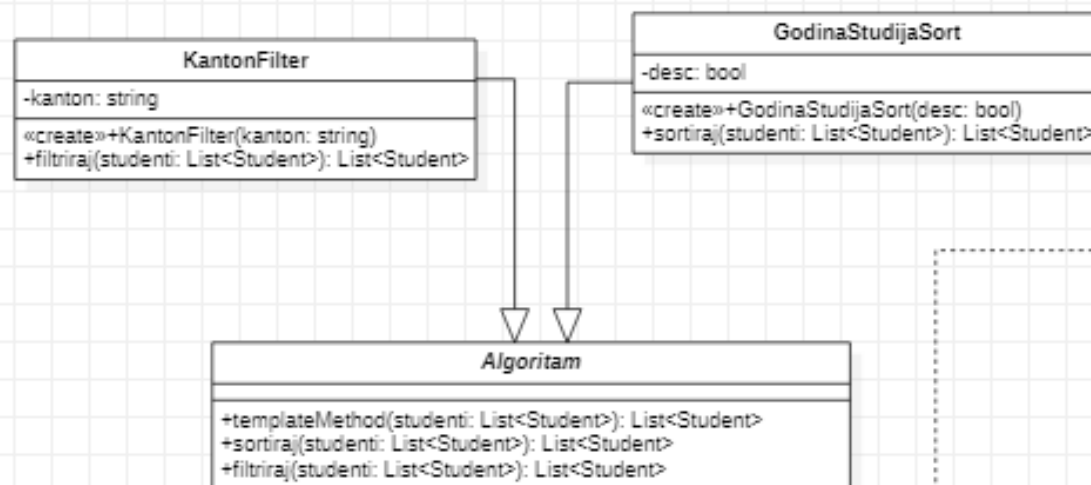 KantonFilter
-kanton: string
«create»+KantonFilter(kanton: string)
+filtriraj(studenti: List<Student>): List<Student>
GodinaStudijaSort
-desc: bool
«create»+GodinaStudijaSort(desc: bool)
+sortiraj(studenti: List<Student>): List<Student>
Algoritam
+templateMethod(studenti: List<Student>): List<Student>
+sortiraj(studenti: List<Student>): List<Student>
+filtriraj(studenti: List<Student>): List<Student>